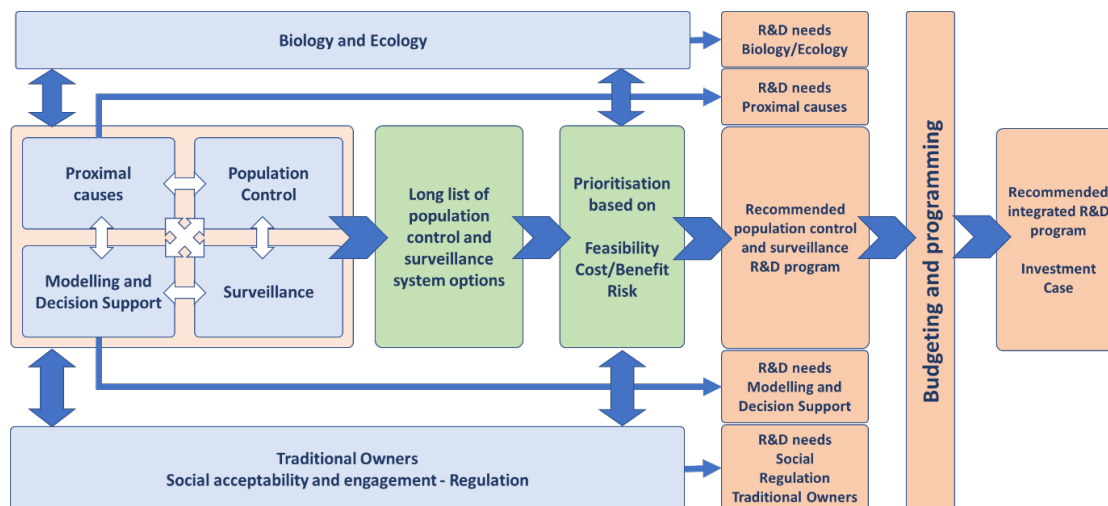 Biology and Ecology
R&D needs
Biology/Ecology
R&D needs
Proximal causes
Proximal
causes
Population
Control
Modelling and
Decision Support
Surveillance
Long list of
population
control and
surveillance
system options
Prioritisation
based on
Feasibility
Cost/Benefit
Risk
Recommended
population control
and surveillance
R&D program
Budgeting and programming
Recommended
integrated R&D
program
Investment
Case
R&D needs
Modelling and
Decision Support
Traditional Owners
Social acceptability and engagement - Regulation
R&D needs
Social
Regulation
Traditional Owners